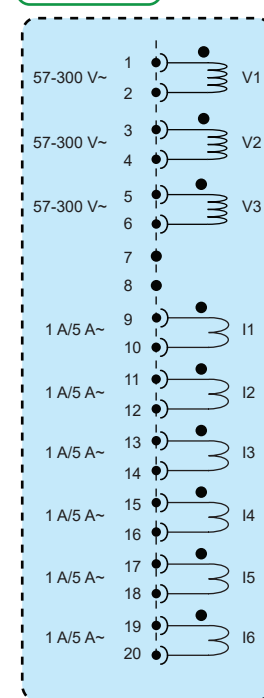 1
57-300 V~ V1
2
3
57-300 V~ V2
4
5
57-300 V~ V3
6
7
8
9
1 A/5 A~ I1
10
11
1 A/5 A~ I2
12
13
1 A/5 A~ I3
14
15
1 A/5 A~ I4
16
17
1 A/5 A~ I5
18
19
1 A/5 A~ I6
20